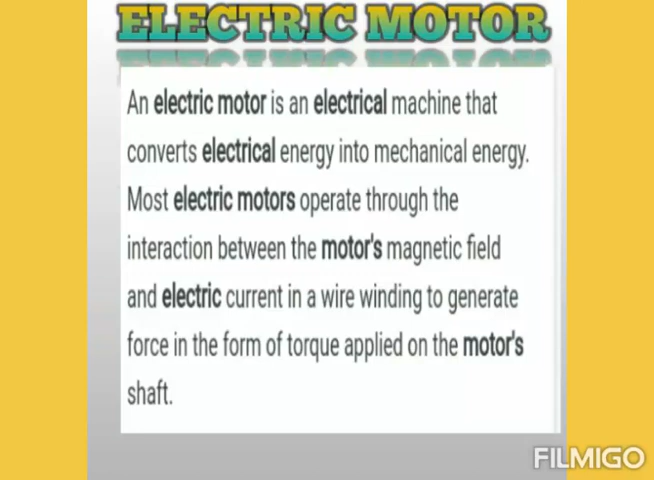 ELECTRIC MOTOR
An electric motor is an electrical machine that
converts electrical energy into mechanical energy.
Most electric motors operate through the
interaction between the motor's magnetic field
and electric current in a wire winding to generate
force in the form of torque applied on the motor's
shaft.
FILMIGO